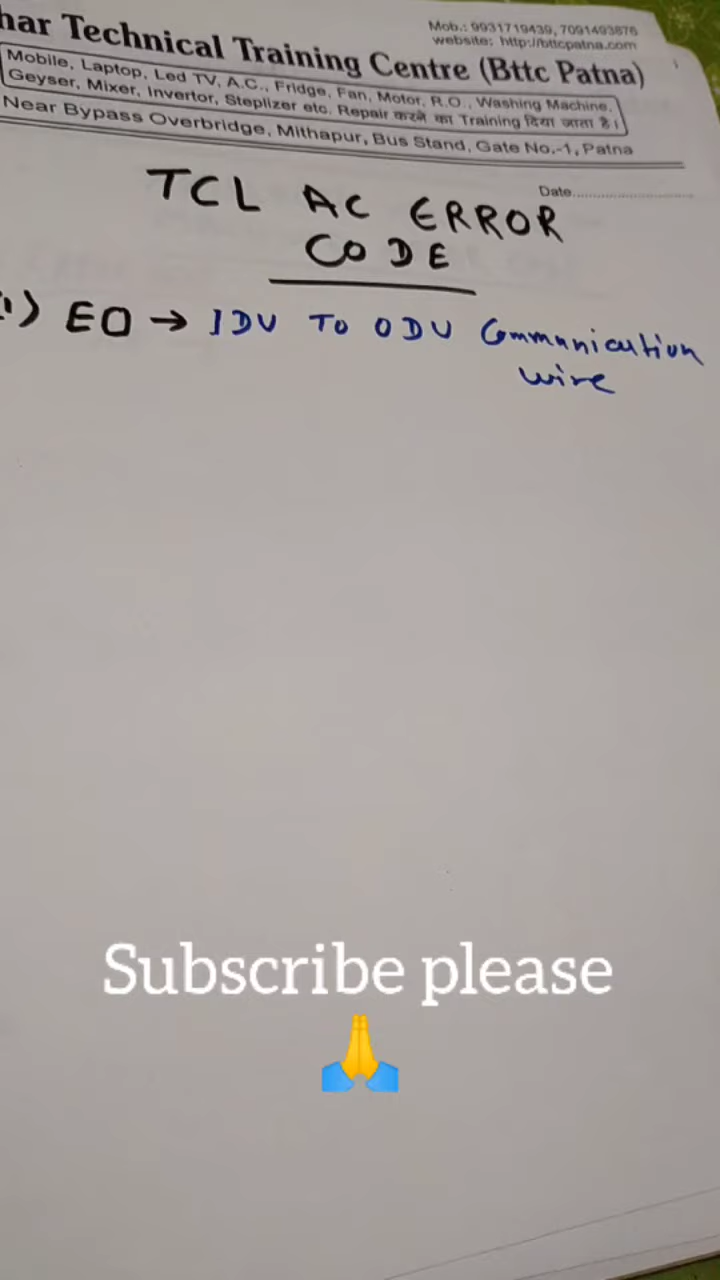 har Technical Training Centre (Bttc Patna)
Mob.: 9931719439, 7091493876
website: http://bttcpatna.com
Mobile, Laptop, Led TV, A.C., Fridge, Fan, Motor, R.O., Washing Machine,
Geyser, Mixer, Invertor, Steplizer etc. Repair करने का Training दिया जाता है।
Near Bypass Overbridge, Mithapur, Bus Stand, Gate No.-1, Patna
Date..............................
TCL AC ERROR
CODE
1) E0 → IDU TO ODU Communication
wire
Subscribe please
🙏